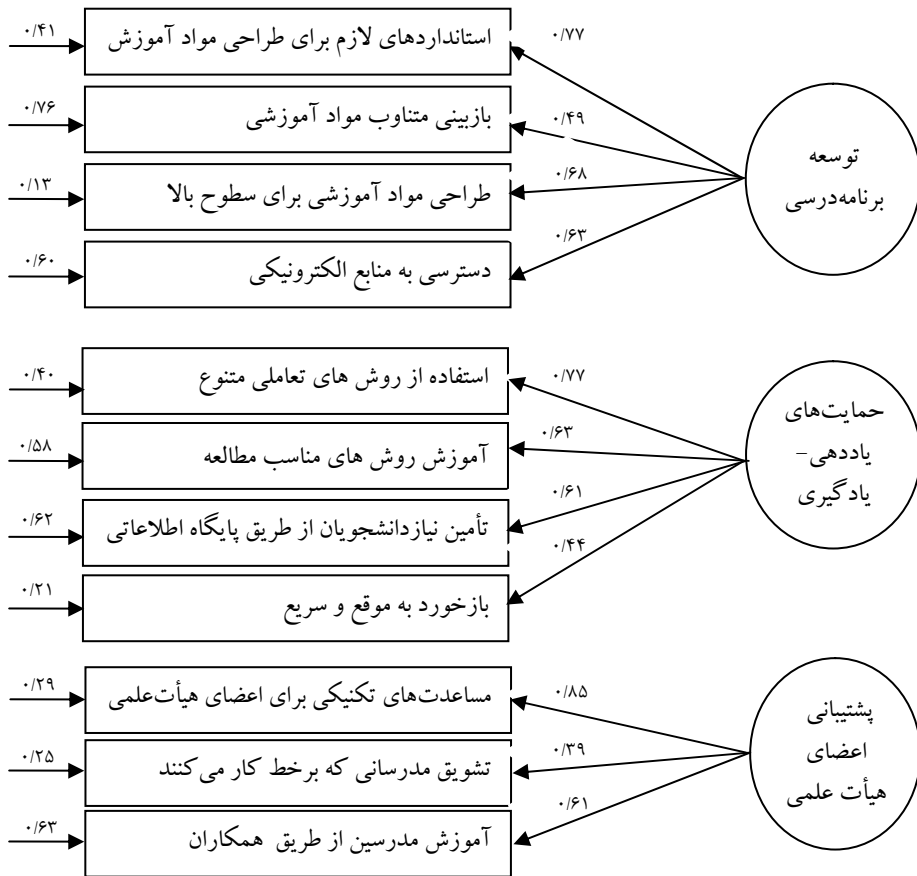 ۰/۴۱
استانداردهای لازم برای طراحی مواد آموزش
۰/۷۷
۰/۷۶
بازبینی متناوب مواد آموزشی
۰/۴۹
۰/۱۳
طراحی مواد آموزشی برای سطوح بالا
۰/۶۸
۰/۶۰
دسترسی به منابع الکترونیکی
۰/۶۳
توسعه
برنامه‌درسی
۰/۴۰
استفاده از روش های تعاملی متنوع
۰/۷۷
۰/۵۸
آموزش روش های مناسب مطالعه
۰/۶۳
۰/۶۲
تأمین نیازدانشجویان از طریق پایگاه اطلاعاتی
۰/۶۱
۰/۲۱
بازخورد به موقع و سریع
۰/۴۴
حمایت‌های
یاددهی–
یادگیری
۰/۲۹
مساعدت‌های تکنیکی برای اعضای هیأت‌علمی
۰/۸۵
۰/۲۵
تشویق مدرسانی که برخط کار می‌کنند
۰/۳۹
۰/۶۳
آموزش مدرسین از طریق همکاران
۰/۶۱
پشتیبانی
اعضای
هیأت علمی